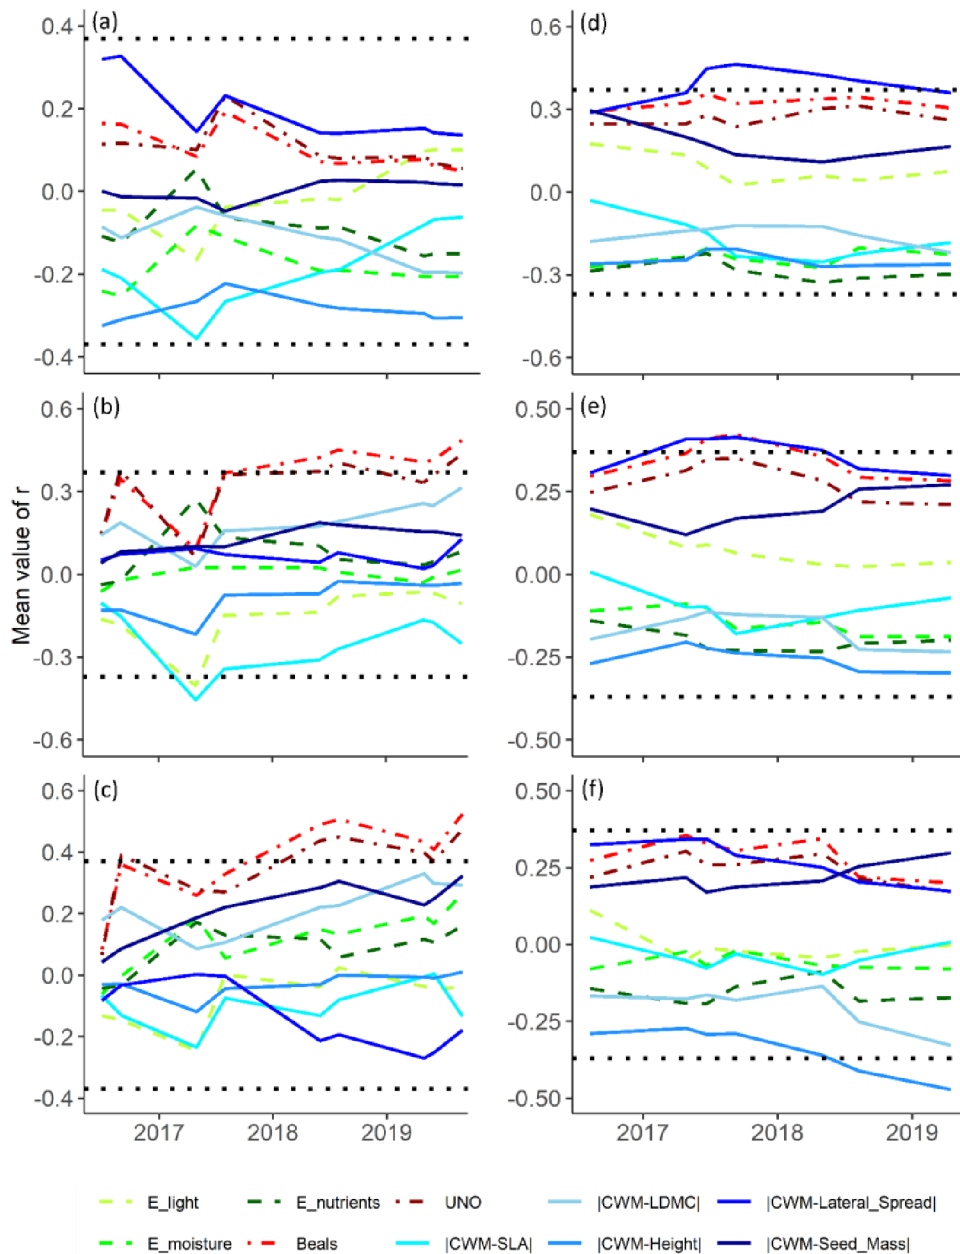 (a)
0.4
0.2
0.0
-0.2
-0.4
(d)
0.6
0.3
0.0
-0.3
-0.6
(b)
0.6
0.3
0.0
-0.3
-0.6
(e)
0.50
0.25
0.00
-0.25
-0.50
Mean value of r
(c)
0.6
0.4
0.2
0.0
-0.2
-0.4
2017 2018 2019
(f)
0.50
0.25
0.00
-0.25
-0.50
2017 2018 2019
E_light E_nutrients UNO |CWM-LDMC| |CWM-Lateral_Spread|
E_moisture Beals |CWM-SLA| |CWM-Height| |CWM-Seed_Mass|